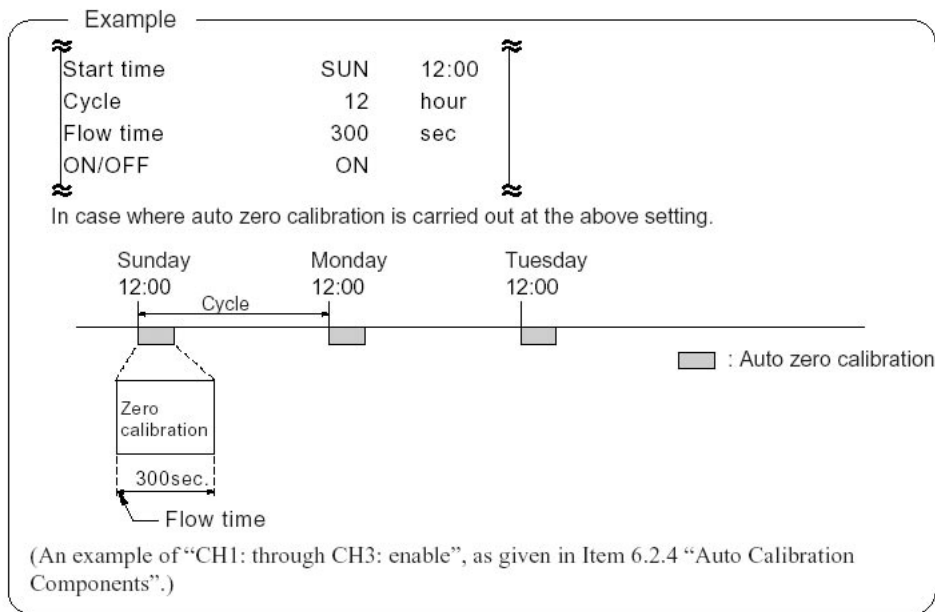 Example
Start time SUN 12:00
Cycle 12 hour
Flow time 300 sec
ON/OFF ON
In case where auto zero calibration is carried out at the above setting.
Sunday Monday Tuesday
12:00 12:00 12:00
Cycle
: Auto zero calibration
Zero
calibration
300sec.
Flow time
(An example of “CH1: through CH3: enable”, as given in Item 6.2.4 “Auto Calibration
Components”.)